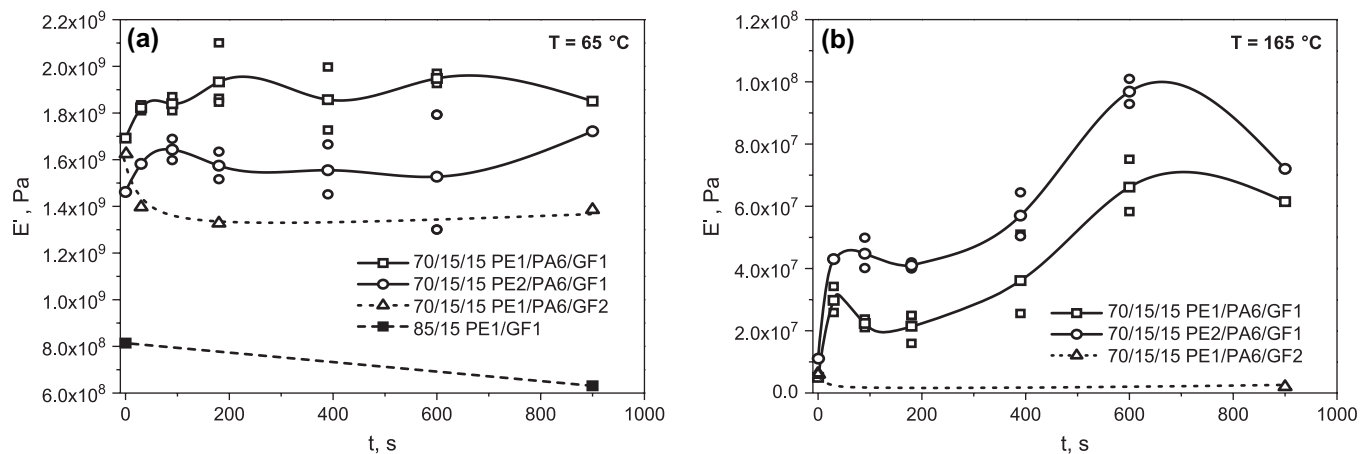 (a)
T = 65 °C
E' , Pa
2.2x10⁹
2.0x10⁹
1.8x10⁹
1.6x10⁹
1.4x10⁹
1.3x10⁹
1.0x10⁹
8.0x10⁸
6.0x10⁸
70/15/15 PE1/PA6/GF1
70/15/15 PE2/PA6/GF1
70/15/15 PE1/PA6/GF2
85/15 PE1/GF1
0 200 400 600 800 1000
t, s
(b)
T = 165 °C
E' , Pa
1.2x10⁸
1.0x10⁸
8.0x10⁷
6.0x10⁷
4.0x10⁷
2.0x10⁷
0.0
70/15/15 PE1/PA6/GF1
70/15/15 PE2/PA6/GF1
70/15/15 PE1/PA6/GF2
0 200 400 600 800 1000
t, s